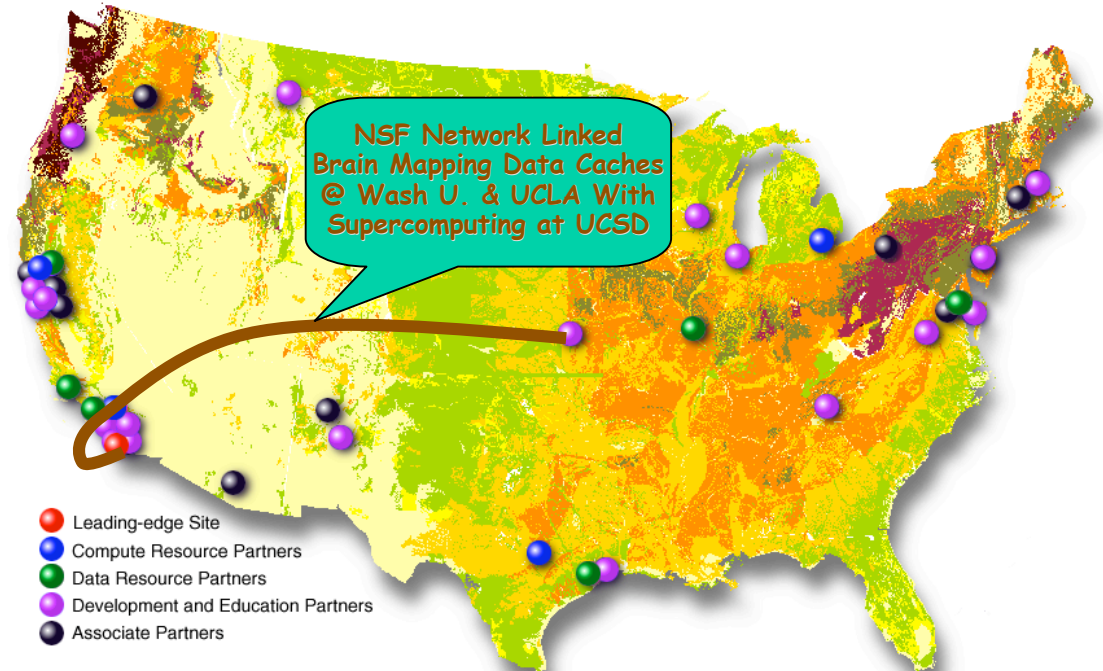 NSF Network Linked
Brain Mapping Data Caches
@ Wash U. & UCLA With
Supercomputing at UCSD
Leading-edge Site
Compute Resource Partners
Data Resource Partners
Development and Education Partners
Associate Partners